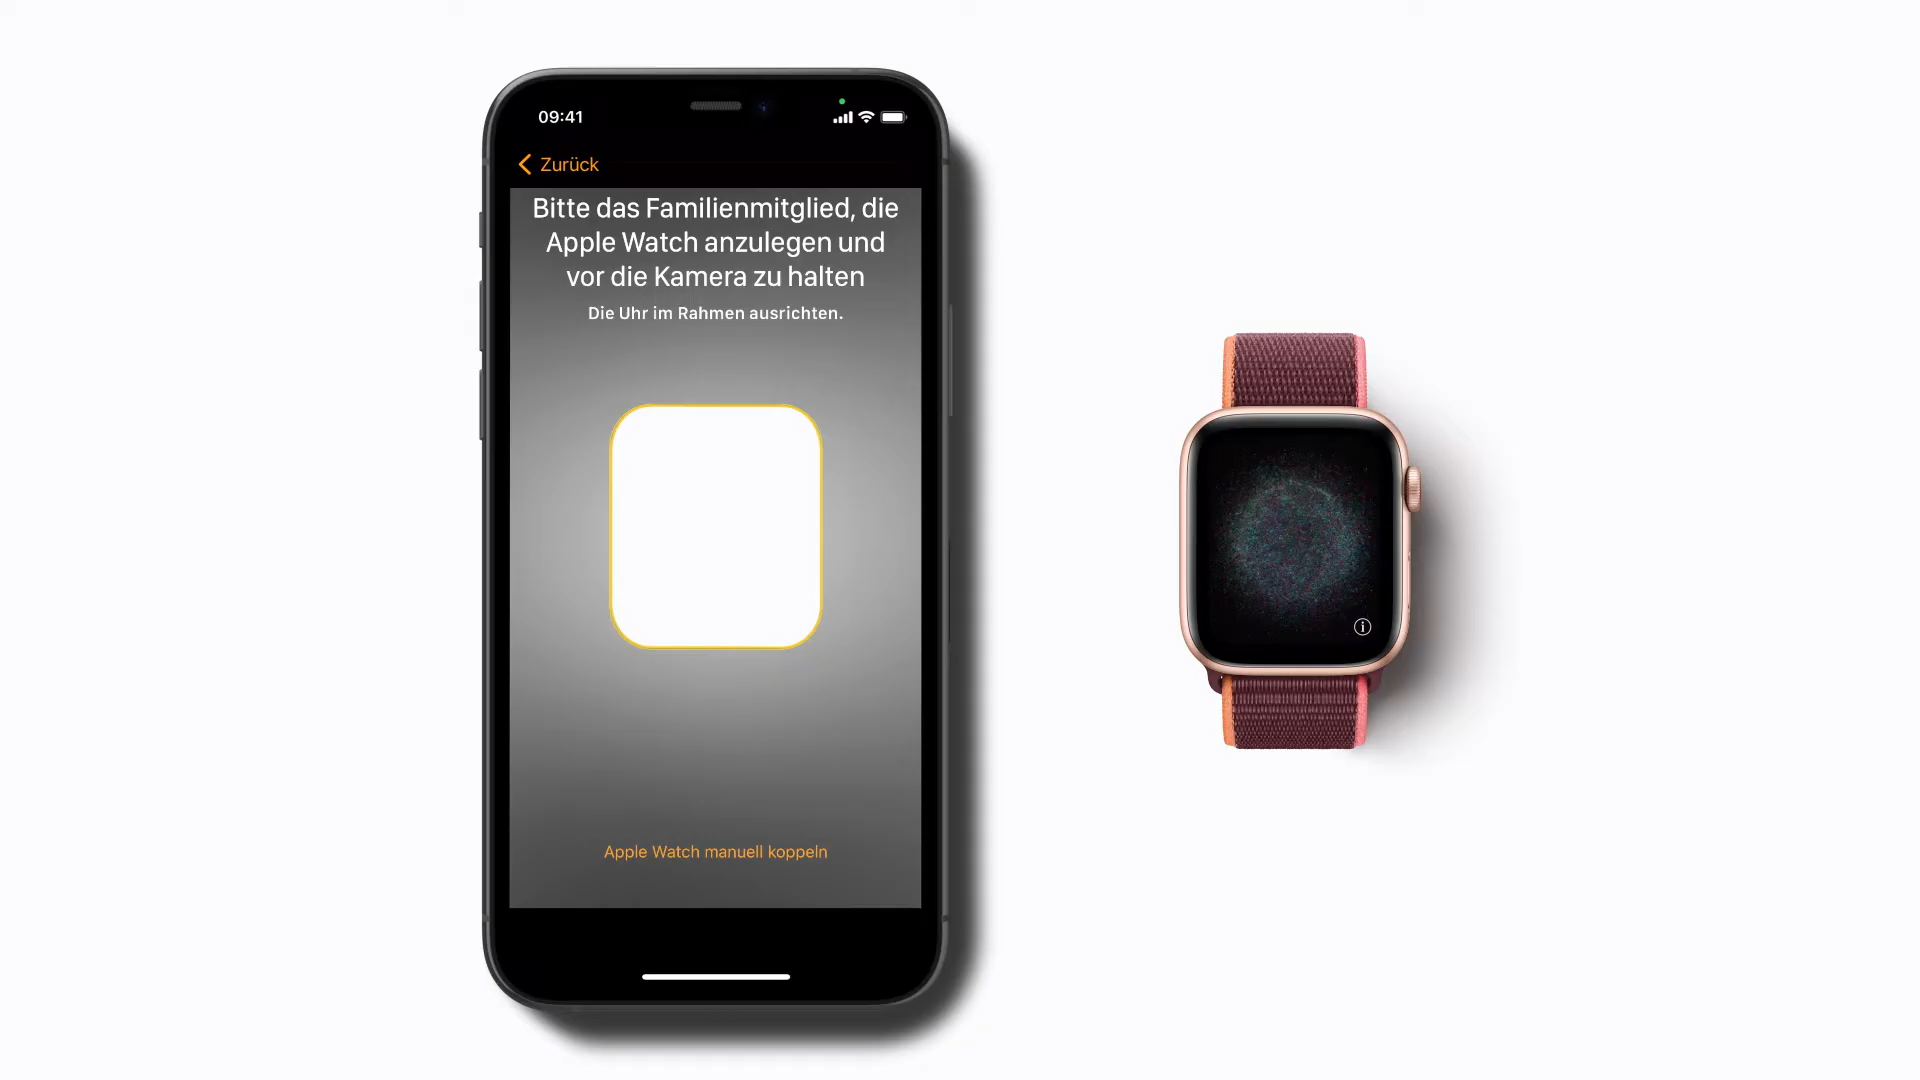 09:41
Zurück
Bitte das Familienmitglied, die
Apple Watch anzulegen und
vor die Kamera zu halten
Die Uhr im Rahmen ausrichten.
Apple Watch manuell koppeln